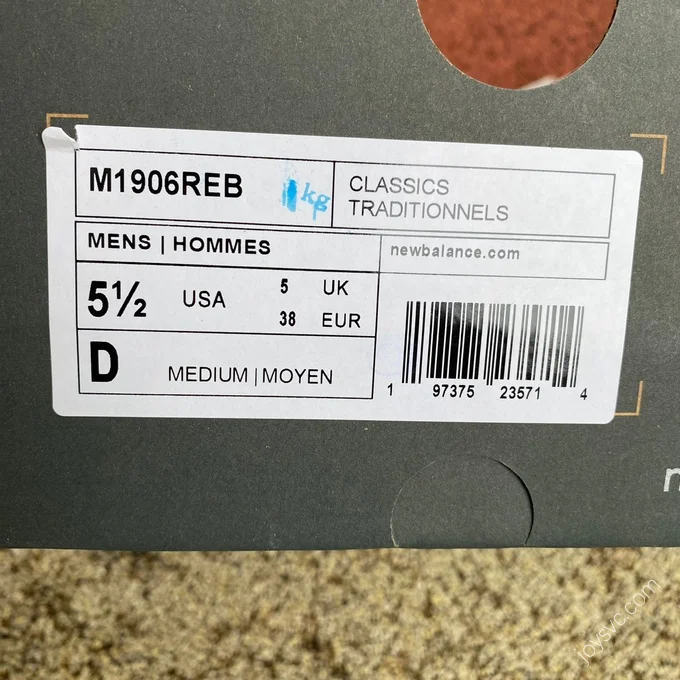 M1906REB
1kg
CLASSICS
TRADITIONNELS
MENS | HOMMES
newbalance.com
5½ USA
5 UK
38 EUR
D MEDIUM | MOYEN
1 97375 23571 4
n
joysvc.com